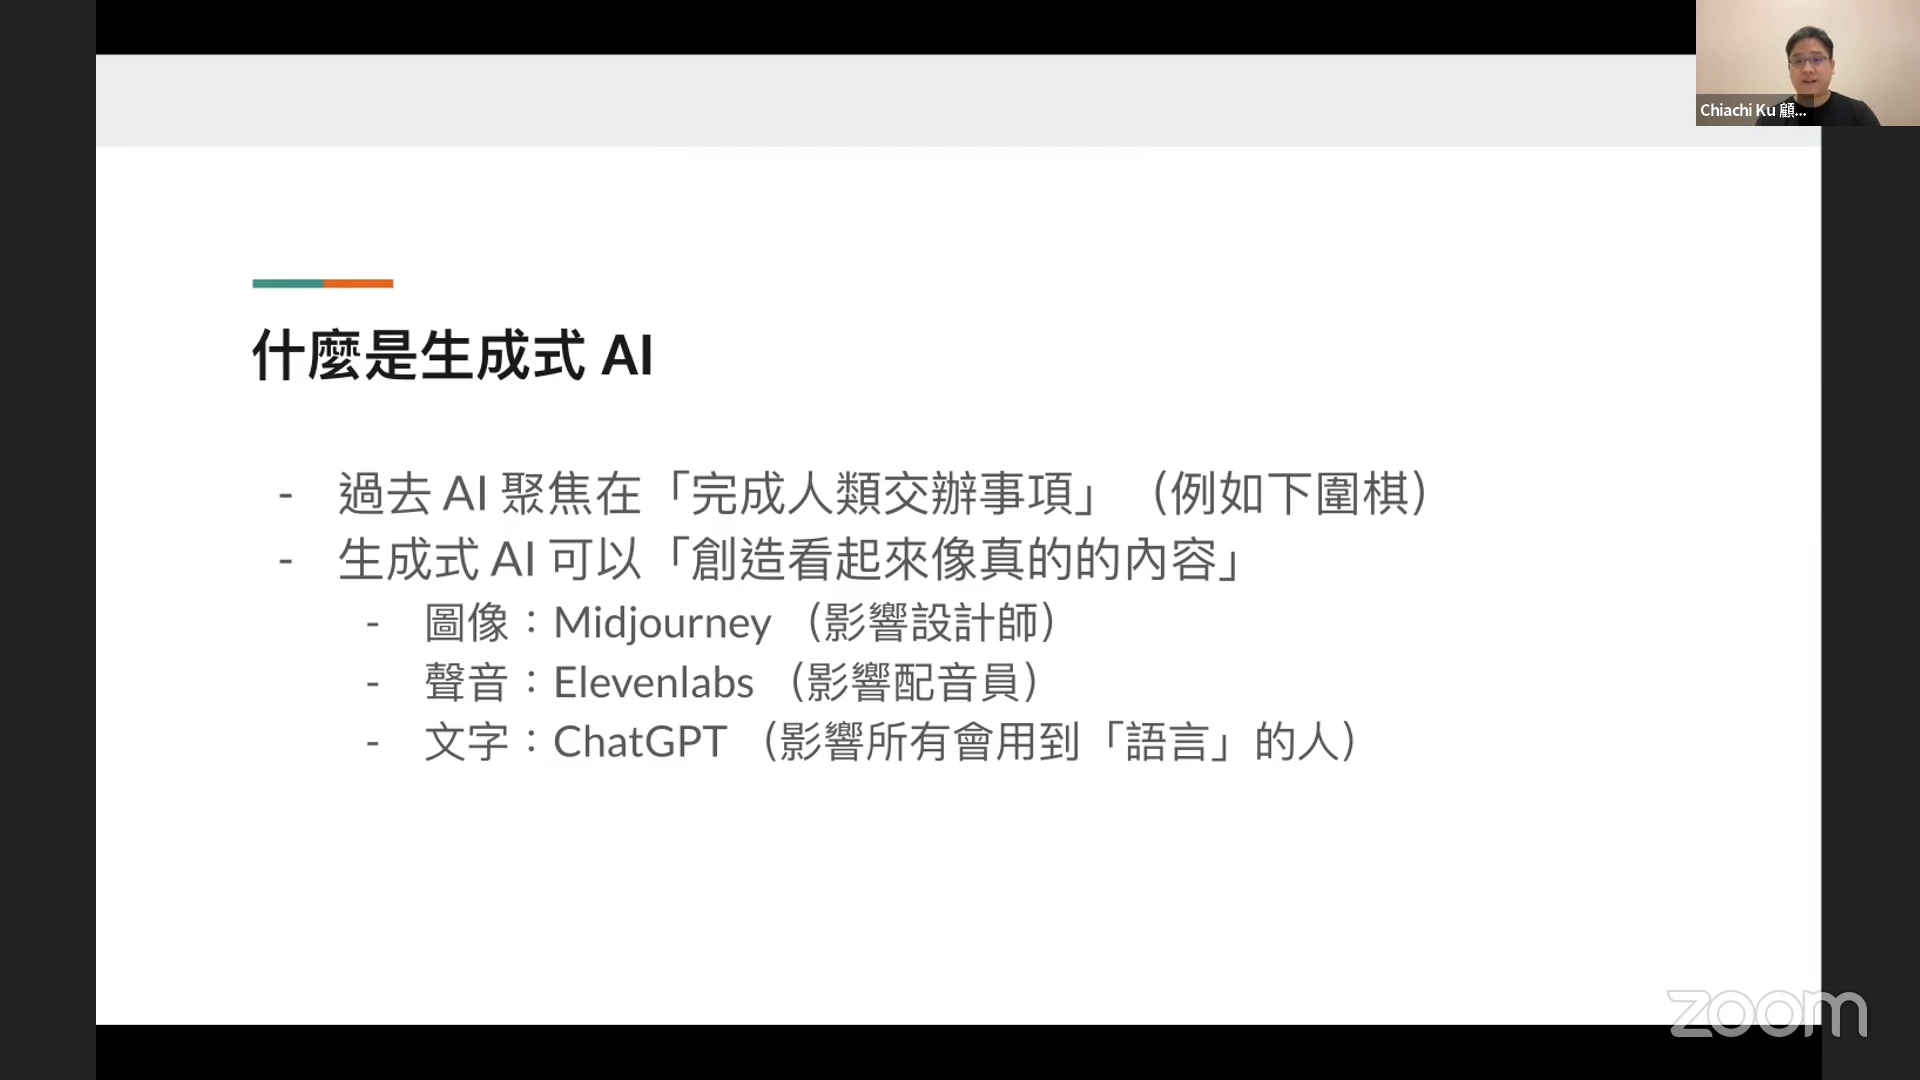 Chiachi Ku 顧...
什麼是生成式 AI
- 過去 AI 聚焦在「完成人類交辦事項」（例如下圍棋）
- 生成式 AI 可以「創造看起來像真的的內容」
- 圖像：Midjourney （影響設計師）
- 聲音：Elevenlabs （影響配音員）
- 文字：ChatGPT （影響所有會用到「語言」的人）
zoom